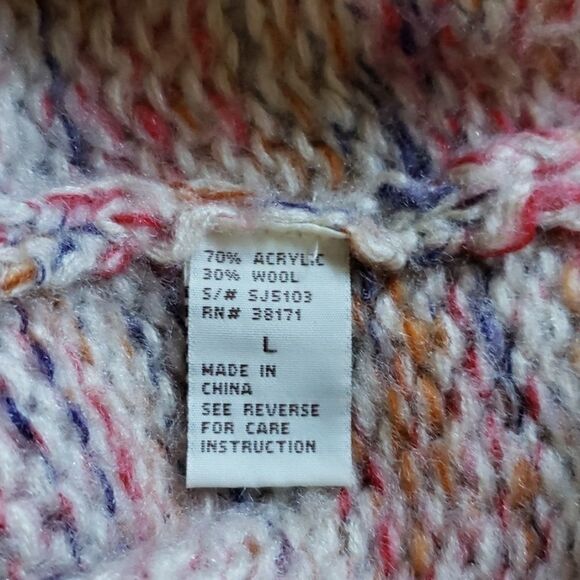 70% ACRYLIC
30% WOOL
S/# SJ5103
RN# 38171
L
MADE IN
CHINA
SEE REVERSE
FOR CARE
INSTRUCTION